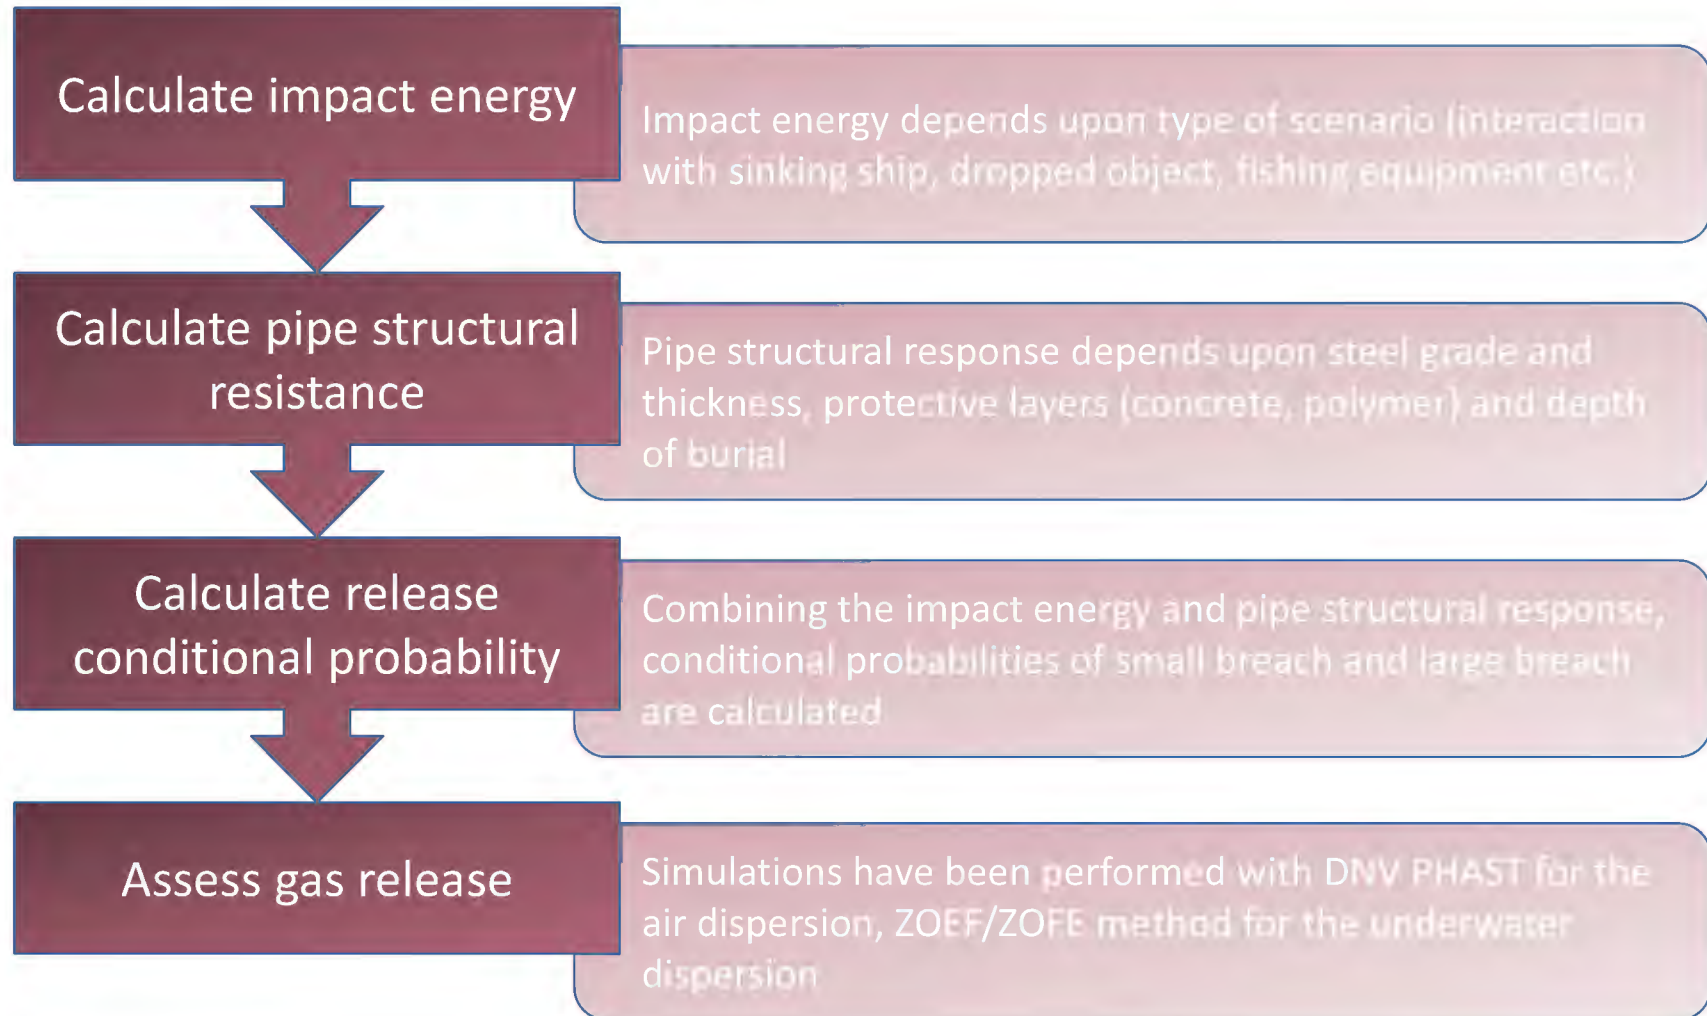 Calculate impact energy
Impact energy depends upon type of scenario (interaction
with sinking ship, dropped object, fishing equipment etc.)
Calculate pipe structural
resistance
Pipe structural response depends upon steel grade and
thickness, protective layers (concrete, polymer) and depth
of burial
Calculate release
conditional probability
Combining the impact energy and pipe structural response,
conditional probabilities of small breach and large breach
are calculated
Assess gas release
Simulations have been performed with DNV PHAST for the
air dispersion, ZOEF/ZOFE method for the underwater
dispersion